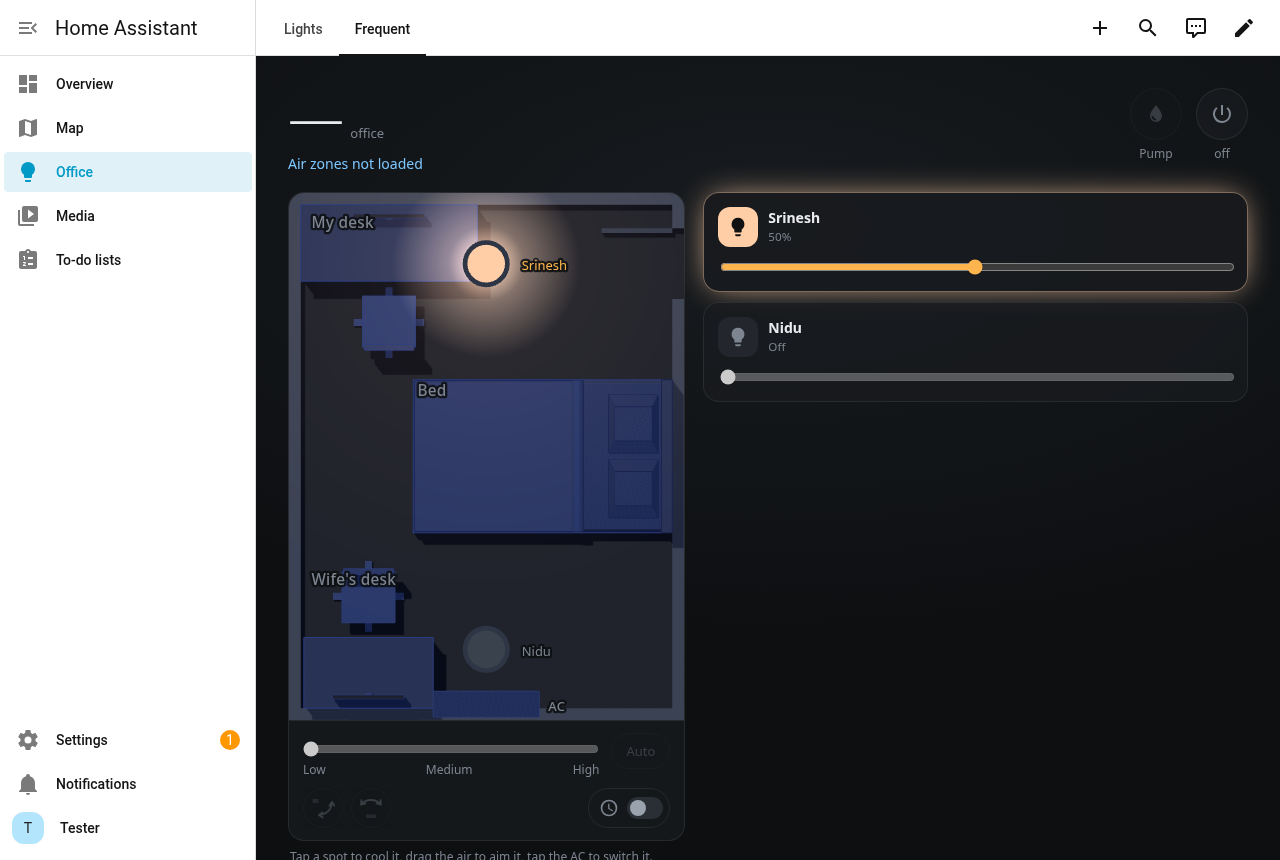 Home Assistant
Lights
Frequent
Overview
Map
Office
Media
To-do lists
Settings
1
Notifications
T
Tester
office
Air zones not loaded
Pump
off
My desk
Srinesh
Bed
Wife's desk
Nidu
AC
Low
Medium
High
Auto
Tap a spot to cool it, drag the air to aim it, tap the AC to switch it.
Srinesh
50%
Nidu
Off